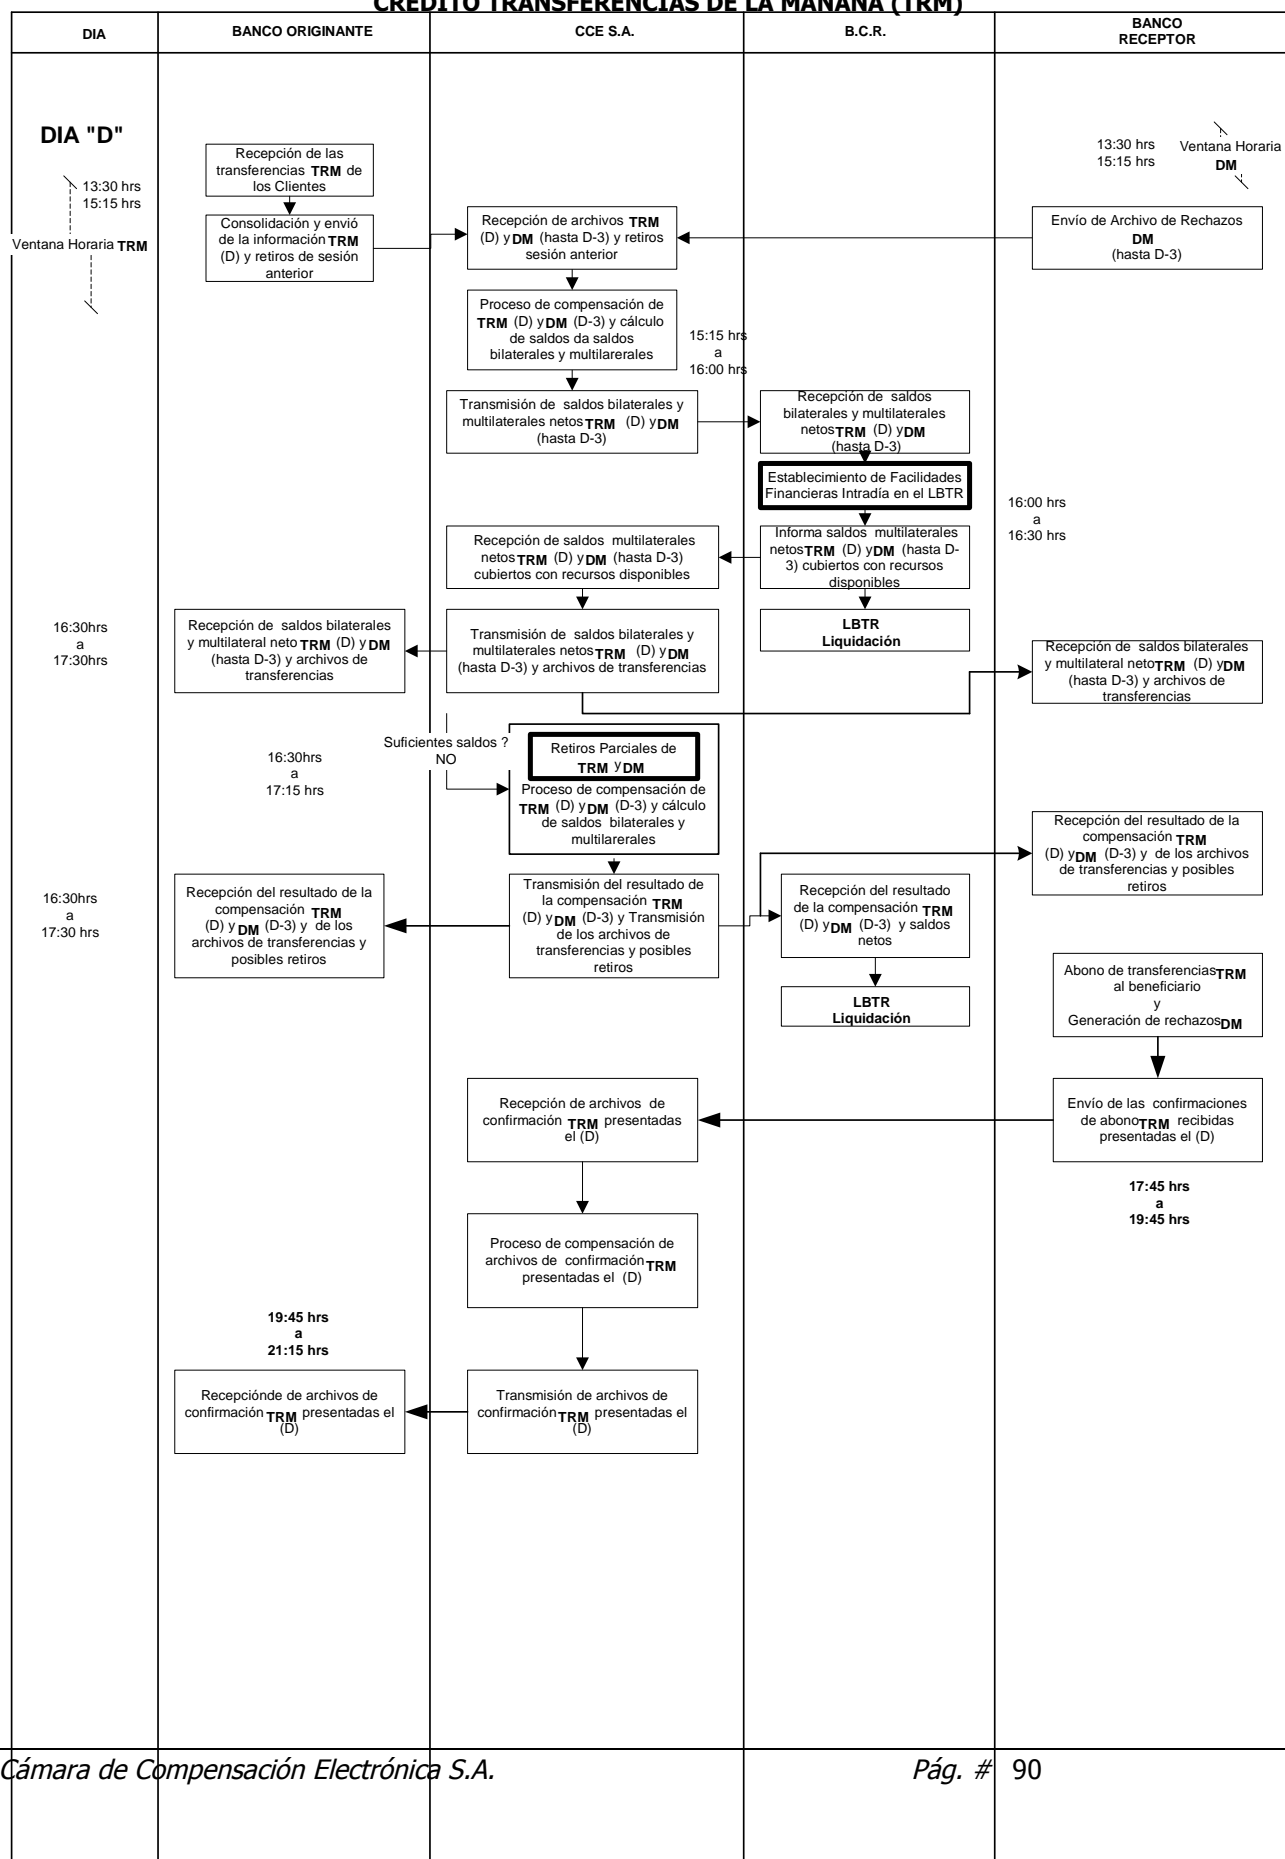 CRÉDITO TRANSFERENCIAS DE LA MAÑANA (TRM)
DIA
BANCO ORIGINANTE
CCE S.A.
B.C.R.
BANCO
RECEPTOR
DIA "D"
13:30 hrs
15:15 hrs
Ventana Horaria TRM
Recepción de las
transferencias TRM de
los Clientes
Consolidación y envió
de la información TRM
(D) y retiros de sesión
anterior
Recepción de archivos TRM
(D) y DM (hasta D-3) y retiros
sesión anterior
13:30 hrs
15:15 hrs
Ventana Horaria
DM
Envío de Archivo de Rechazos
DM
(hasta D-3)
Proceso de compensación de
TRM (D) y DM (D-3) y cálculo
de saldos da saldos
bilaterales y multilarerales
15:15 hrs
a
16:00 hrs
Transmisión de saldos bilaterales y
multilaterales netos TRM (D) y DM
(hasta D-3)
Recepción de saldos
bilaterales y multilaterales
netos TRM (D) y DM
(hasta D-3)
Establecimiento de Facilidades
Financieras Intradía en el LBTR
16:00 hrs
a
16:30 hrs
Informa saldos multilaterales
netos TRM (D) y DM (hasta D-
3) cubiertos con recursos
disponibles
Recepción de saldos multilaterales
netos TRM (D) y DM (hasta D-3)
cubiertos con recursos disponibles
LBTR
Liquidación
16:30hrs
a
17:30hrs
Recepción de saldos bilaterales
y multilateral neto TRM (D) y DM
(hasta D-3) y archivos de
transferencias
Transmisión de saldos bilaterales y
multilaterales netos TRM (D) y DM
(hasta D-3) y archivos de transferencias
Recepción de saldos bilaterales
y multilateral neto TRM (D) y DM
(hasta D-3) y archivos de
transferencias
16:30hrs
a
17:15 hrs
Suficientes saldos ?
NO
Retiros Parciales de
TRM y DM
Proceso de compensación de
TRM (D) y DM (D-3) y cálculo
de saldos bilaterales y
multilarerales
Recepción del resultado de la
compensación TRM
(D) y DM (D-3) y de los archivos
de transferencias y posibles
retiros
16:30hrs
a
17:30 hrs
Recepción del resultado de la
compensación TRM
(D) y DM (D-3) y de los
archivos de transferencias y
posibles retiros
Transmisión del resultado de
la compensación TRM
(D) y DM (D-3) y Transmisión
de los archivos de
transferencias y posibles
retiros
Recepción del resultado
de la compensación TRM
(D) y DM (D-3) y saldos
netos
LBTR
Liquidación
Abono de transferencias TRM
al beneficiario
y
Generación de rechazos DM
Envío de las confirmaciones
de abono TRM recibidas
presentadas el (D)
17:45 hrs
a
19:45 hrs
Recepción de archivos de
confirmación TRM presentadas
el (D)
Proceso de compensación de
archivos de confirmación TRM
presentadas el (D)
19:45 hrs
a
21:15 hrs
Recepciónde de archivos de
confirmación TRM presentadas el
(D)
Transmisión de archivos de
confirmación TRM presentadas el
(D)
Cámara de Compensación Electrónica S.A.
Pág. # 90